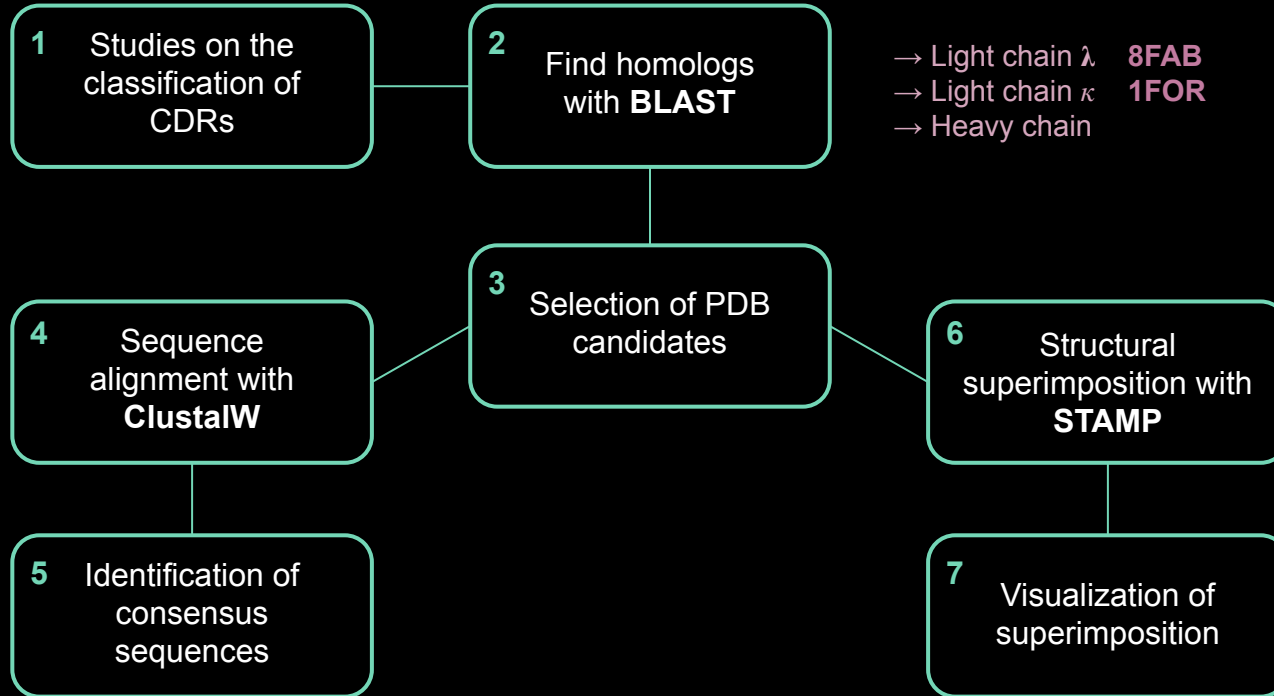 1
Studies on the
classification of
CDRs
2
Find homologs
with BLAST
→ Light chain λ 8FAB
→ Light chain κ 1FOR
→ Heavy chain
3
Selection of PDB
candidates
4
Sequence
alignment with
ClustalW
6
Structural
superimposition with
STAMP
5
Identification of
consensus
sequences
7
Visualization of
superimposition